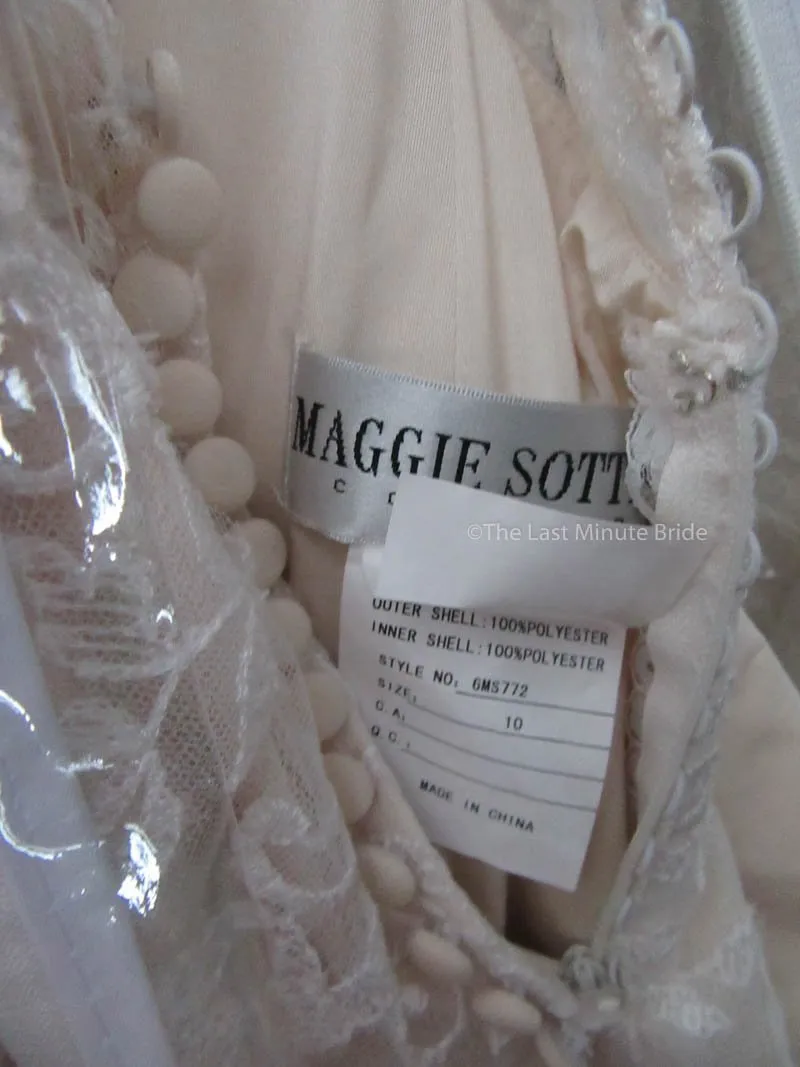 MAGGIE SOTT
C
©The Last Minute Bride
OUTER SHELL:100%POLYESTER
INNER SHELL:100%POLYESTER
STYLE NO: 6MS772
SIZE: 10
C.A:
Q.C.:
MADE IN CHINA